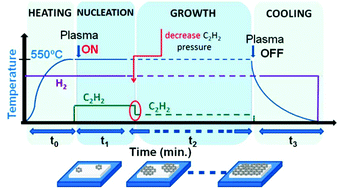 HEATING NUCLEATION GROWTH COOLING
Plasma ON
decrease C₂H₂ pressure
Plasma OFF
550ºC
H₂
C₂H₂
C₂H₂
Temperature
t₀ t₁ t₂ t₃
Time (min.)